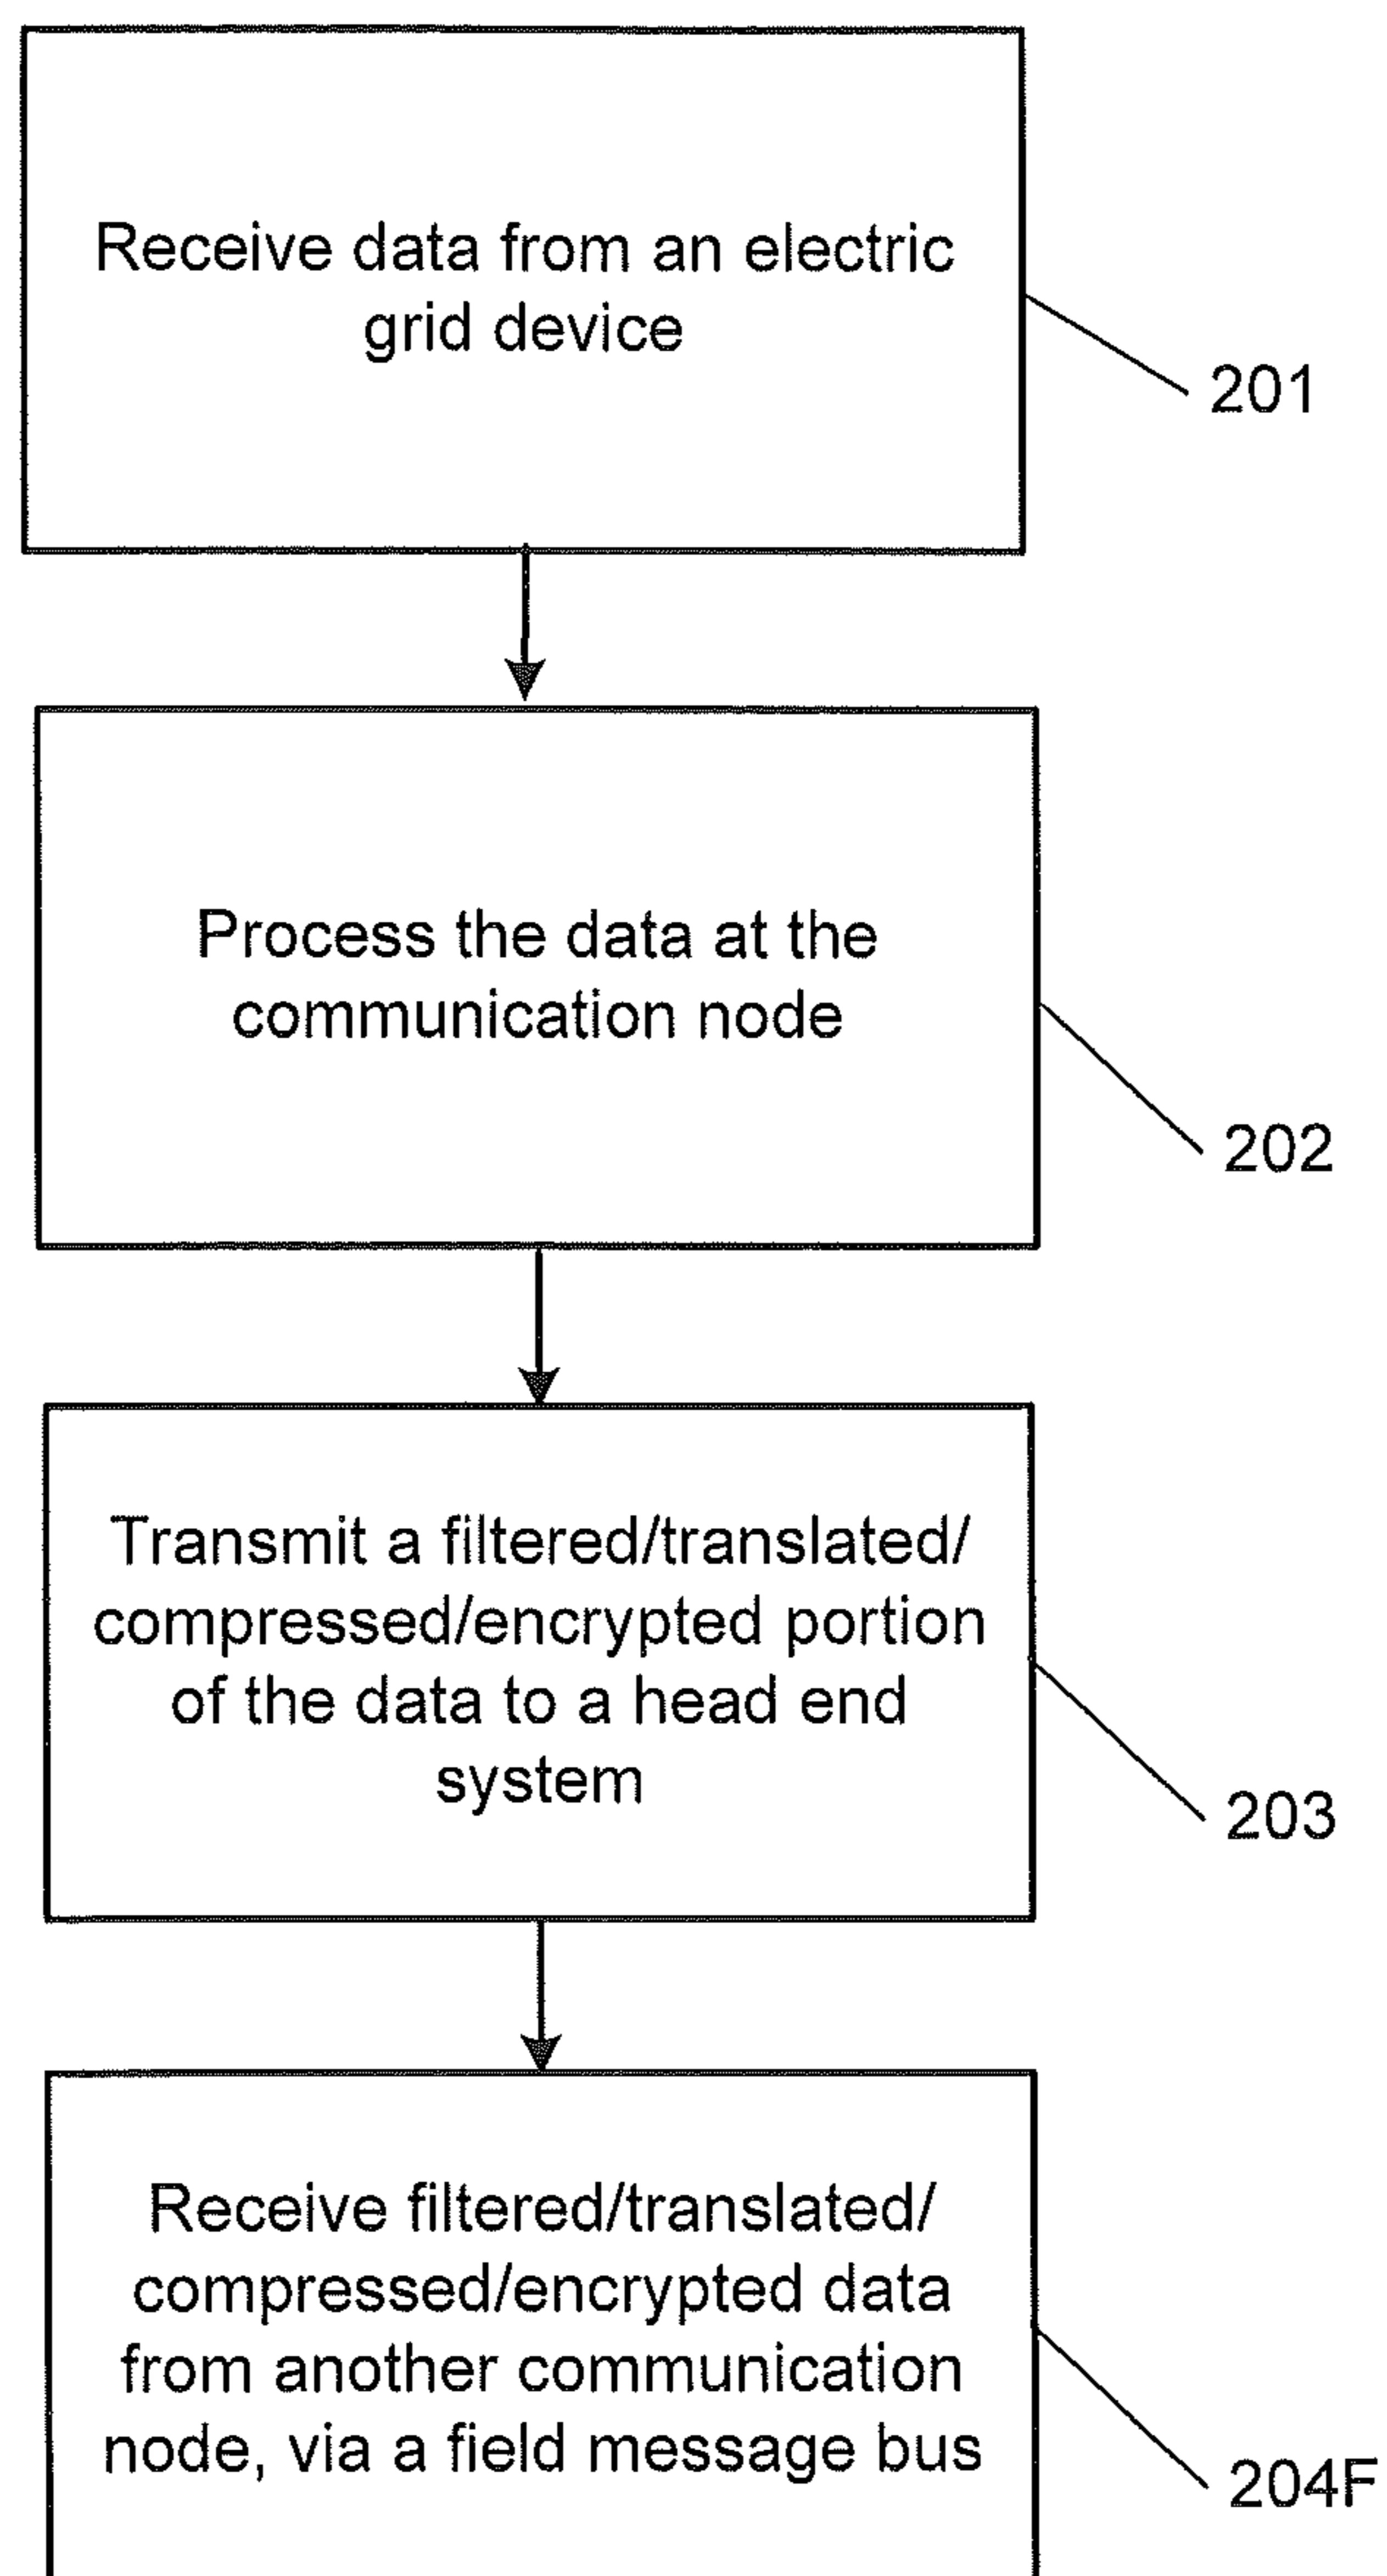 Receive data from an electric
grid device
201
Process the data at the
communication node
202
Transmit a filtered/translated/
compressed/encrypted portion
of the data to a head end
system
203
Receive filtered/translated/
compressed/encrypted data
from another communication
node, via a field message bus
204F